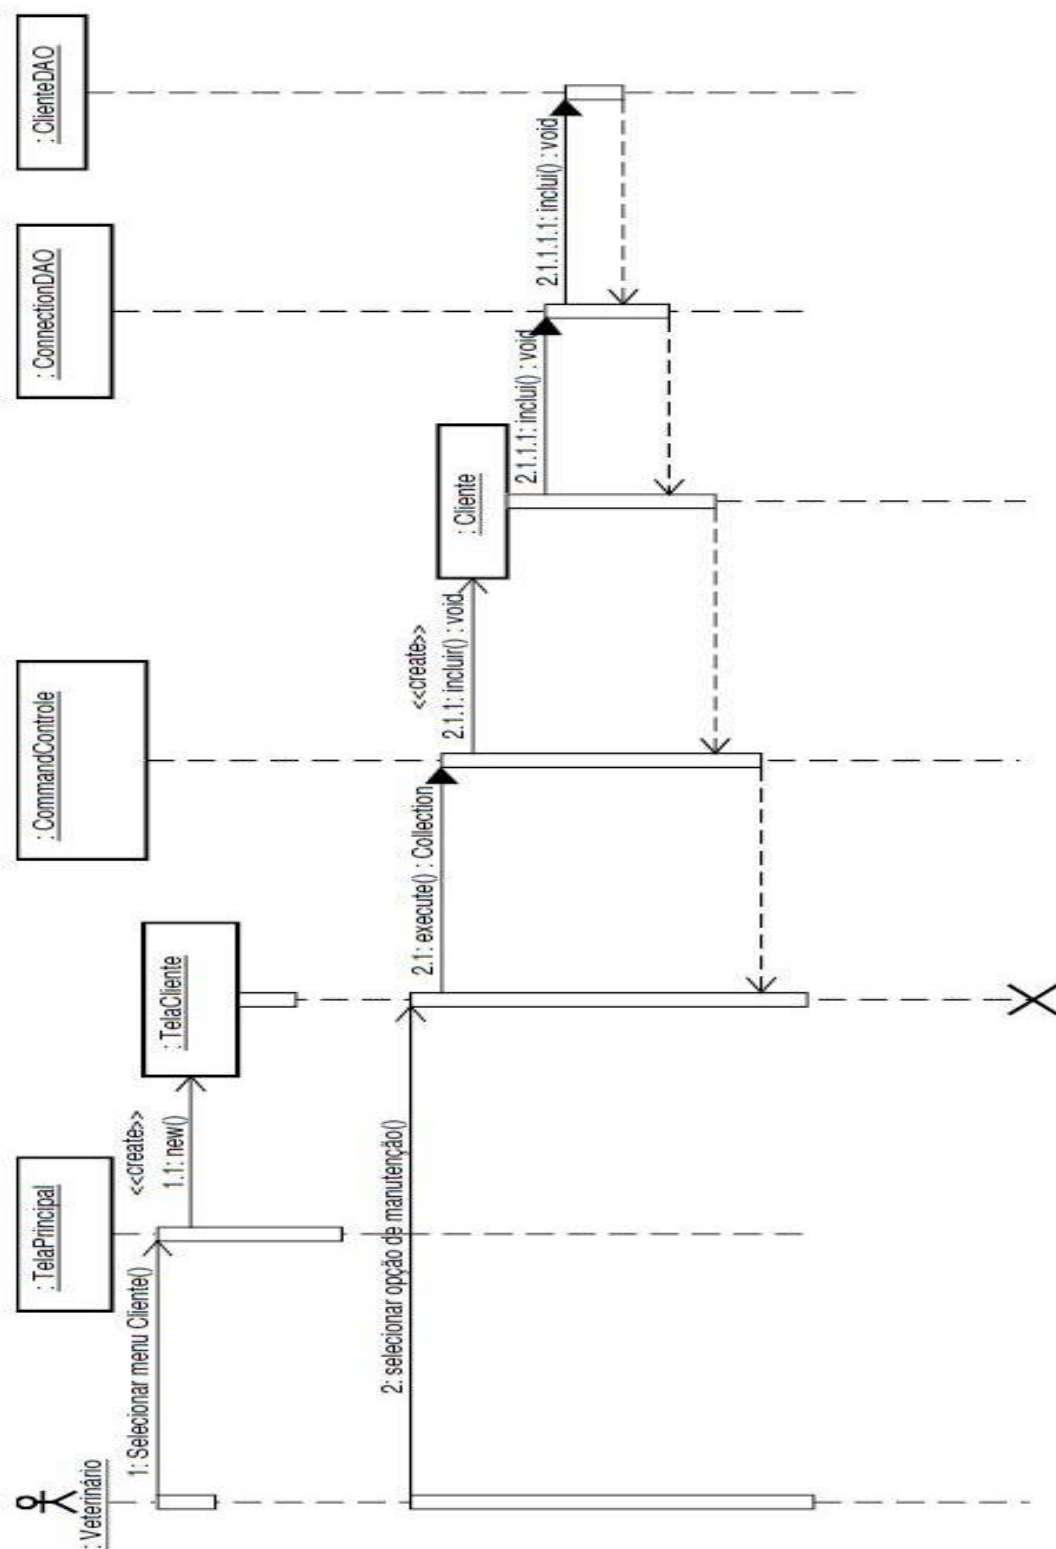 : Veterinário
: TelaPrincipal
: TelaCliente
: CommandControle
: Cliente
: ConnectionDAO
: ClienteDAO
1: Selecionar menu Cliente()
<<create>>
1.1: new()
2: selecionar opção de manutenção()
2.1: execute() : Collection
<<create>>
2.1.1: incluir() : void
2.1.1.1: inclui() : void
2.1.1.1.1: inclui() : void